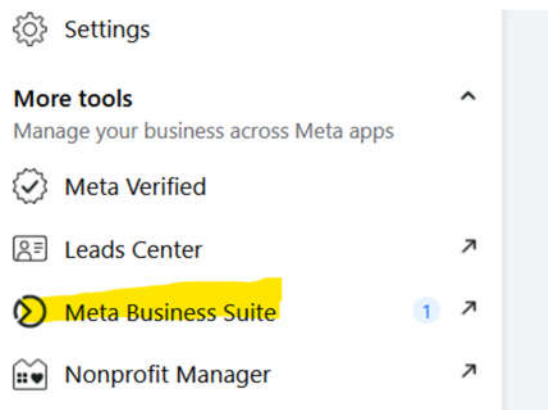 Settings
More tools
Manage your business across Meta apps
Meta Verified
Leads Center
Meta Business Suite 1
Nonprofit Manager